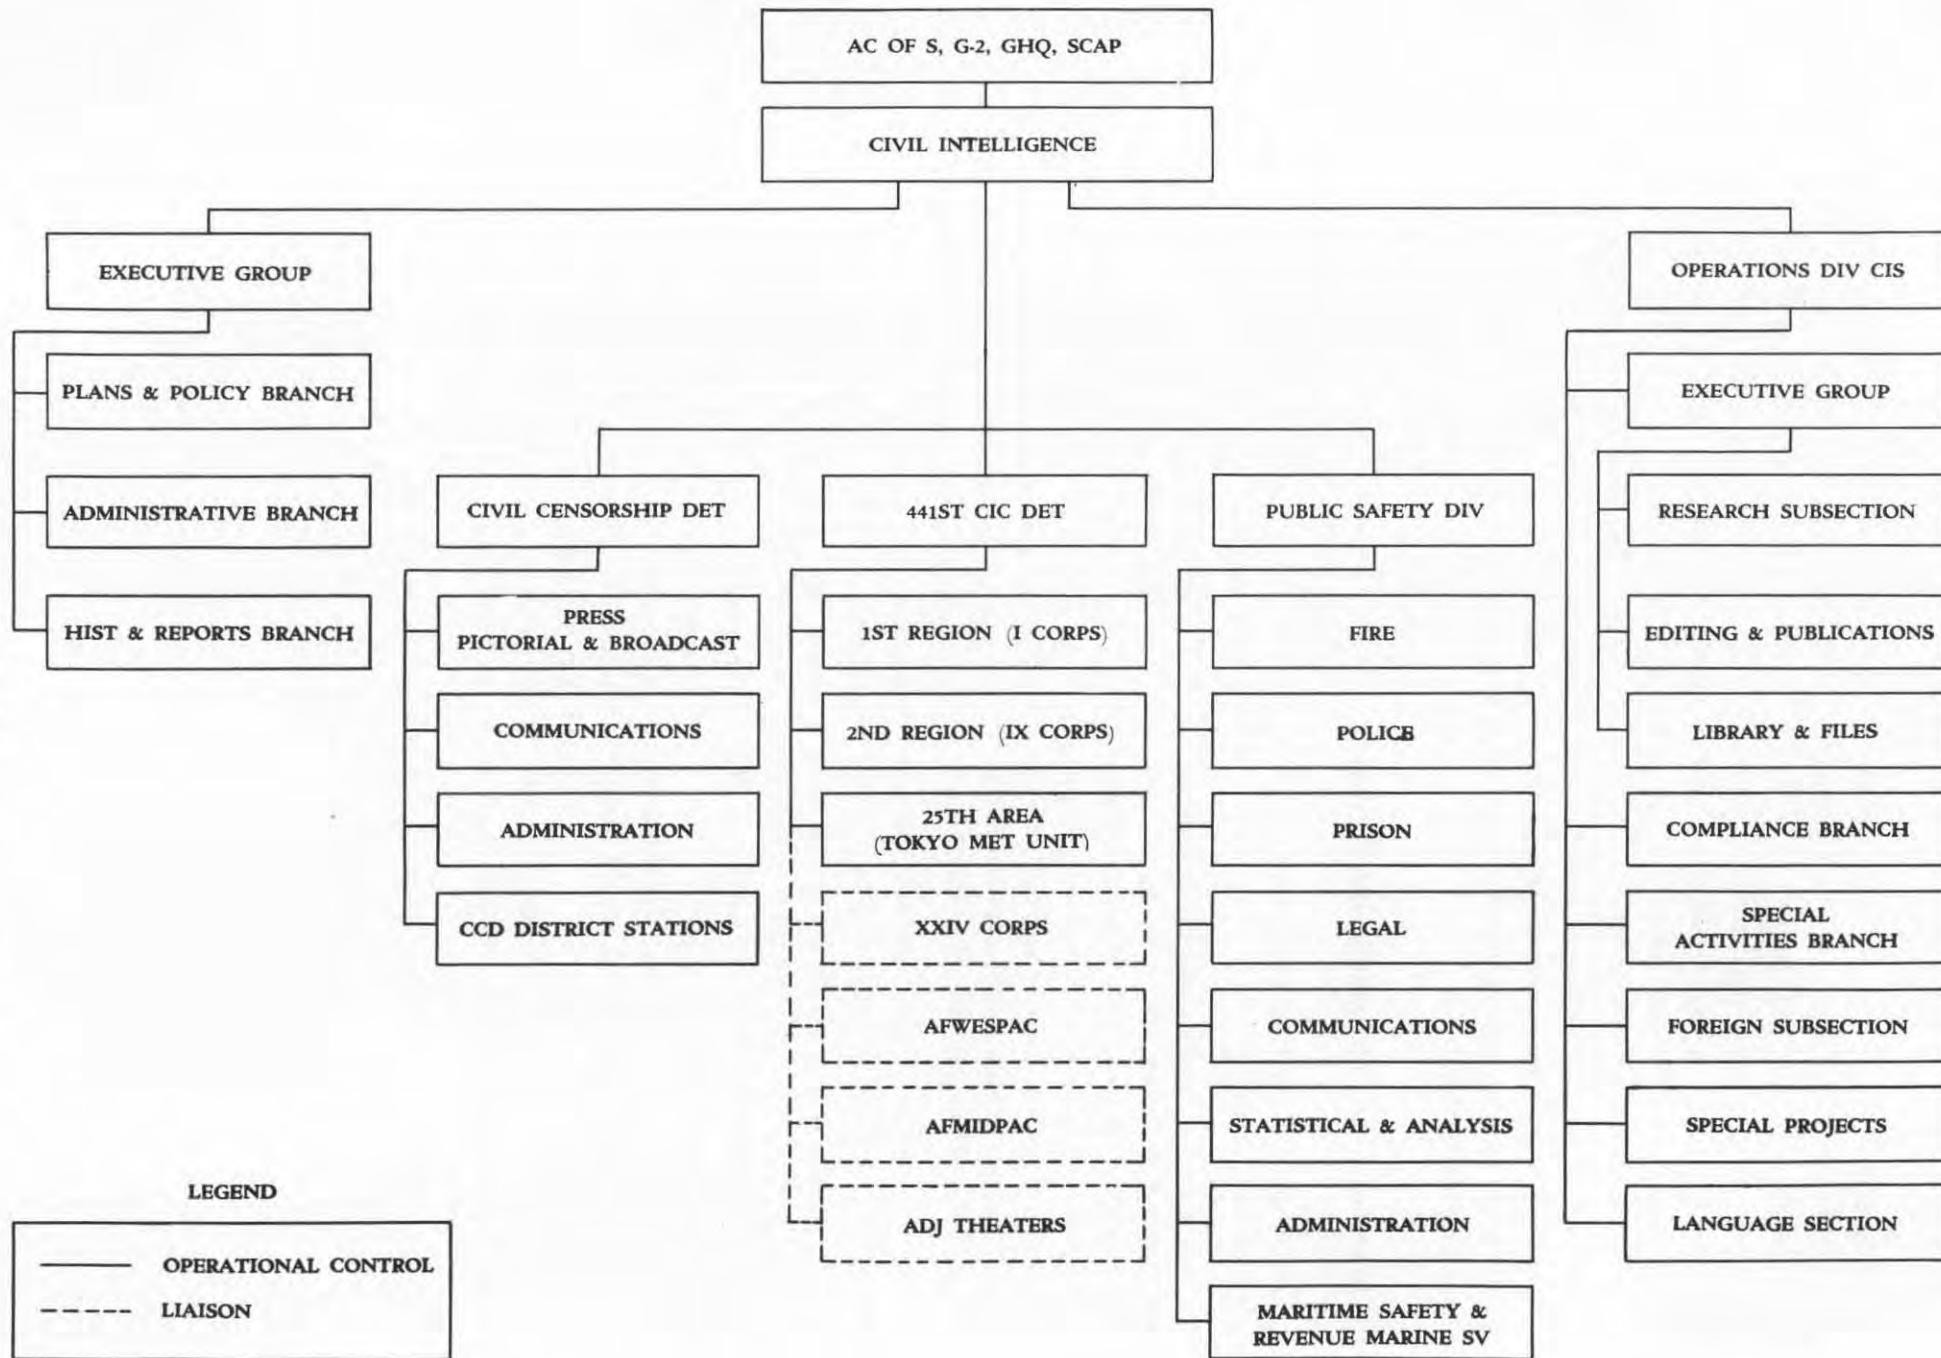 AC OF S, G-2, GHQ, SCAP
CIVIL INTELLIGENCE
EXECUTIVE GROUP
PLANS & POLICY BRANCH
ADMINISTRATIVE BRANCH
HIST & REPORTS BRANCH
CIVIL CENSORSHIP DET
PRESS
PICTORIAL & BROADCAST
COMMUNICATIONS
ADMINISTRATION
CCD DISTRICT STATIONS
441ST CIC DET
1ST REGION (I CORPS)
2ND REGION (IX CORPS)
25TH AREA
(TOKYO MET UNIT)
XXIV CORPS
AFWESPAC
AFMIDPAC
ADJ THEATERS
PUBLIC SAFETY DIV
FIRE
POLICE
PRISON
LEGAL
COMMUNICATIONS
STATISTICAL & ANALYSIS
ADMINISTRATION
MARITIME SAFETY &
REVENUE MARINE SV
OPERATIONS DIV CIS
EXECUTIVE GROUP
RESEARCH SUBSECTION
EDITING & PUBLICATIONS
LIBRARY & FILES
COMPLIANCE BRANCH
SPECIAL
ACTIVITIES BRANCH
FOREIGN SUBSECTION
SPECIAL PROJECTS
LANGUAGE SECTION
LEGEND
OPERATIONAL CONTROL
LIAISON